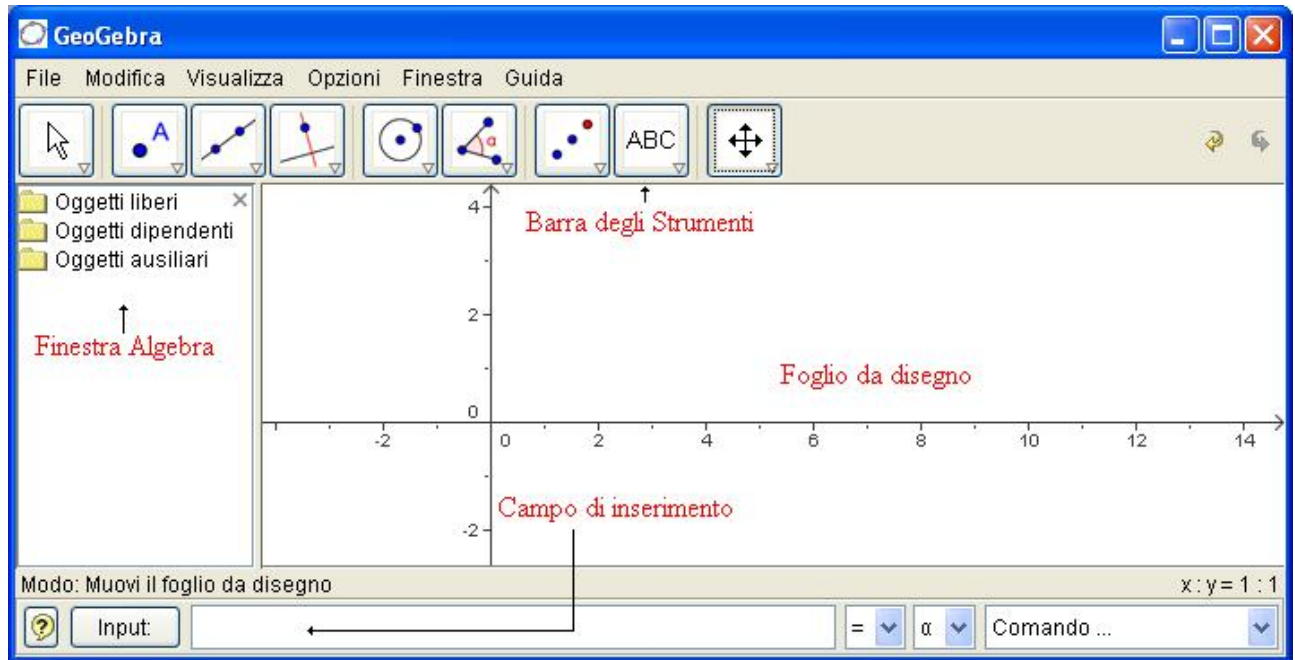 GeoGebra
File Modifica Visualizza Opzioni Finestra Guida
A
α
ABC
Oggetti liberi
Oggetti dipendenti
Oggetti ausiliari
Finestra Algebra
Barra degli Strumenti
4
2
Foglio da disegno
0
-2 0 2 4 6 8 10 12 14
Campo di inserimento
-2
Modo: Muovi il foglio da disegno x : y = 1 : 1
? Input: = α Comando ...